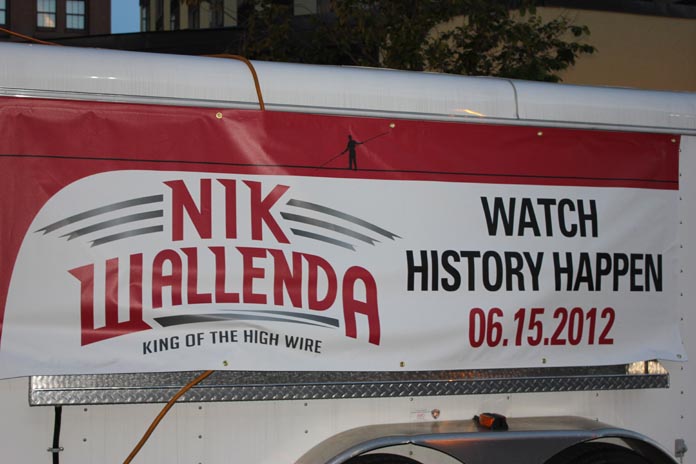 NIK
WALLENDA
KING OF THE HIGH WIRE
WATCH
HISTORY HAPPEN
06.15.2012